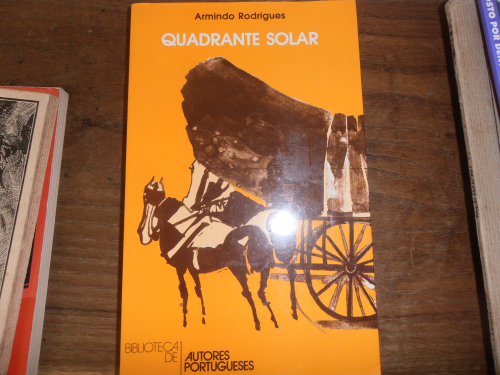 Armindo Rodrigues
QUADRANTE SOLAR
BIBLIOTECA
DE
AUTORES
PORTUGUESES